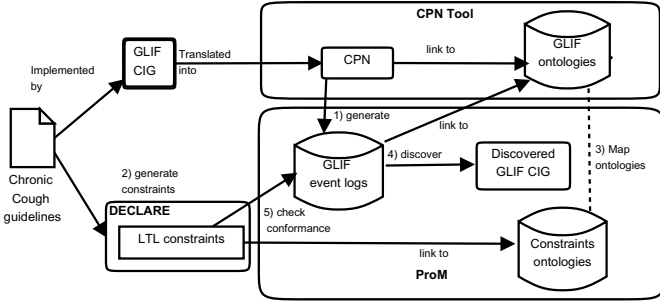 CPN Tool
GLIF
CIG
Translated
into
CPN
link to
GLIF
ontologies
Implemented
by
1) generate
link to
GLIF
event logs
4) discover
Discovered
GLIF CIG
3) Map
ontologies
Chronic
Cough
guidelines
2) generate
constraints
DECLARE
LTL constraints
5) check
conformance
link to
Constraints
ontologies
ProM